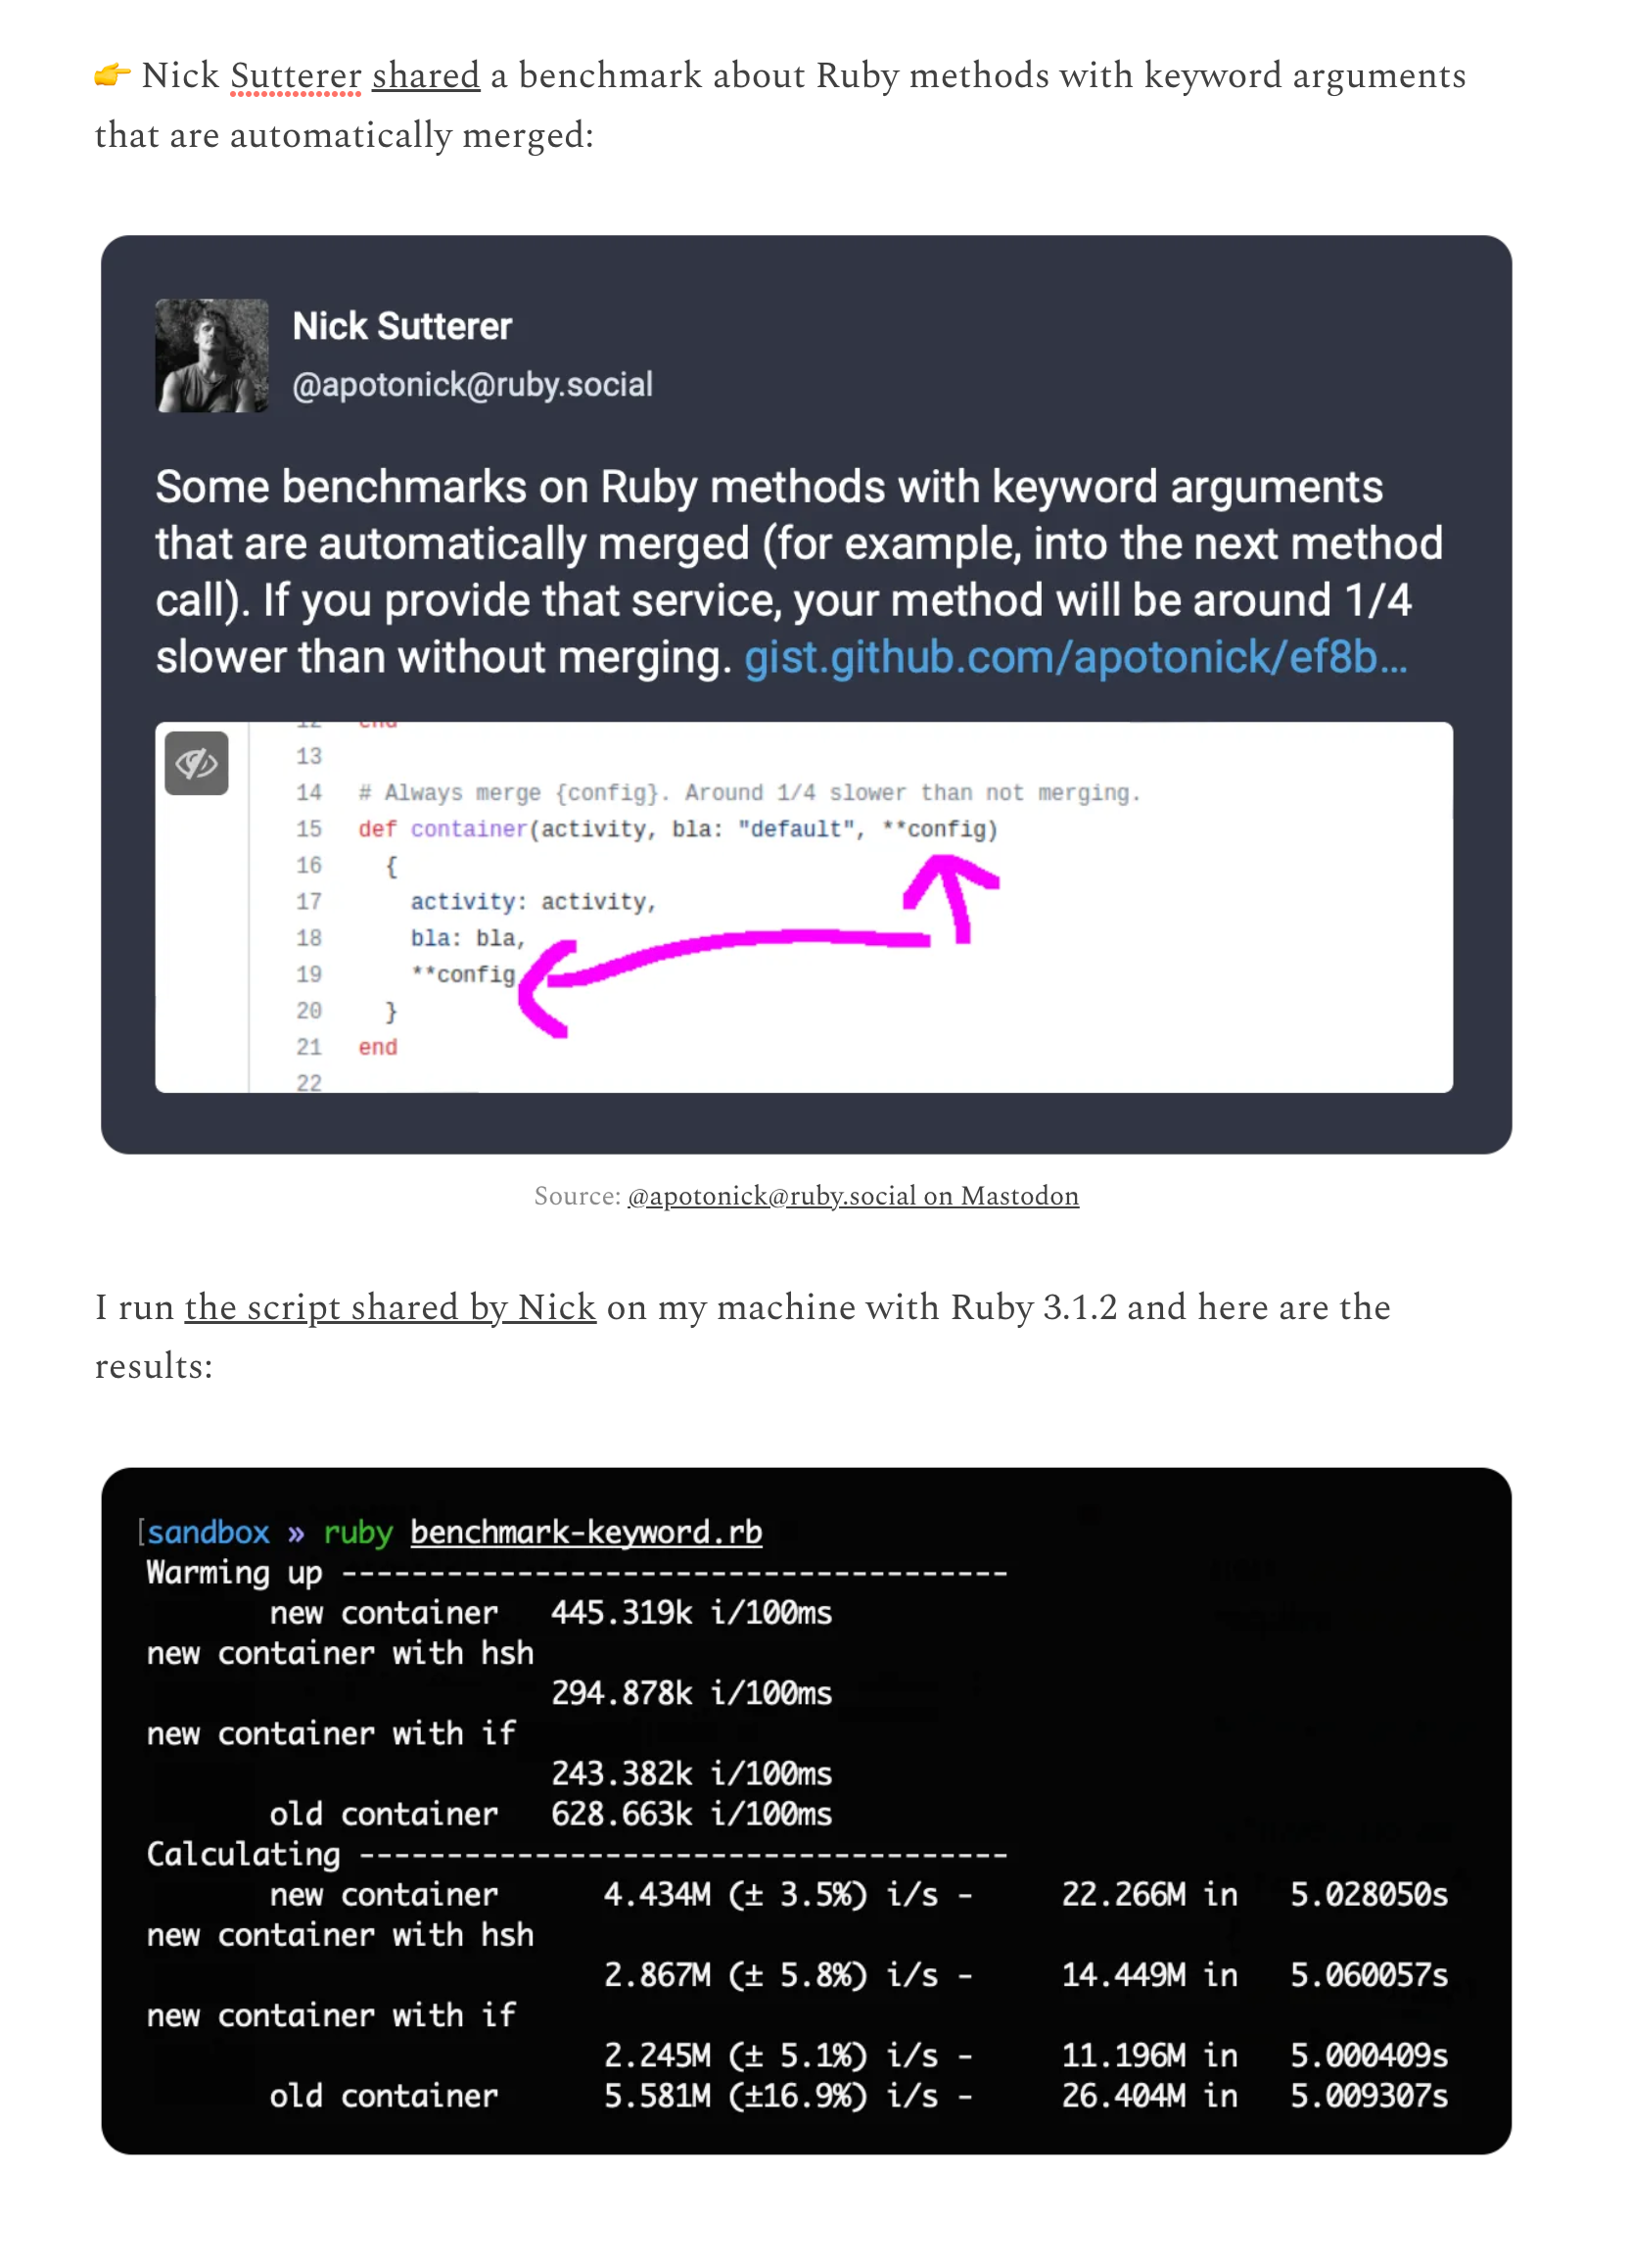 👉 Nick Sutterer shared a benchmark about Ruby methods with keyword arguments
that are automatically merged:
Nick Sutterer
@apotonick@ruby.social
Some benchmarks on Ruby methods with keyword arguments
that are automatically merged (for example, into the next method
call). If you provide that service, your method will be around 1/4
slower than without merging. gist.github.com/apotonick/ef8b...
12 end
13
14 # Always merge {config}. Around 1/4 slower than not merging.
15 def container(activity, bla: "default", **config)
16 {
17 activity: activity,
18 bla: bla,
19 **config
20 }
21 end
22
Source: @apotonick@ruby.social on Mastodon
I run the script shared by Nick on my machine with Ruby 3.1.2 and here are the
results:
[sandbox » ruby benchmark-keyword.rb
Warming up --------------------------------------
new container 445.319k i/100ms
new container with hsh
294.878k i/100ms
new container with if
243.382k i/100ms
old container 628.663k i/100ms
Calculating -------------------------------------
new container 4.434M (± 3.5%) i/s - 22.266M in 5.028050s
new container with hsh
2.867M (± 5.8%) i/s - 14.449M in 5.060057s
new container with if
2.245M (± 5.1%) i/s - 11.196M in 5.000409s
old container 5.581M (±16.9%) i/s - 26.404M in 5.009307s